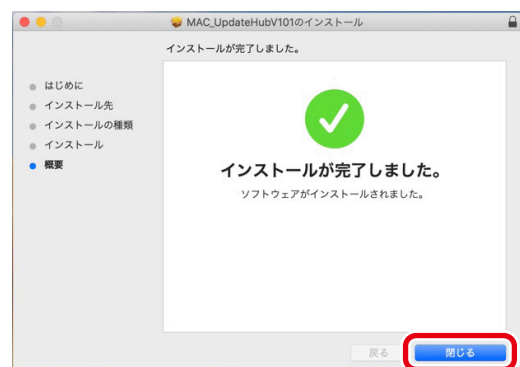 MAC_UpdateHubV101のインストール
インストールが完了しました。
はじめに
インストール先
インストールの種類
インストール
概要
インストールが完了しました。
ソフトウェアがインストールされました。
戻る
閉じる